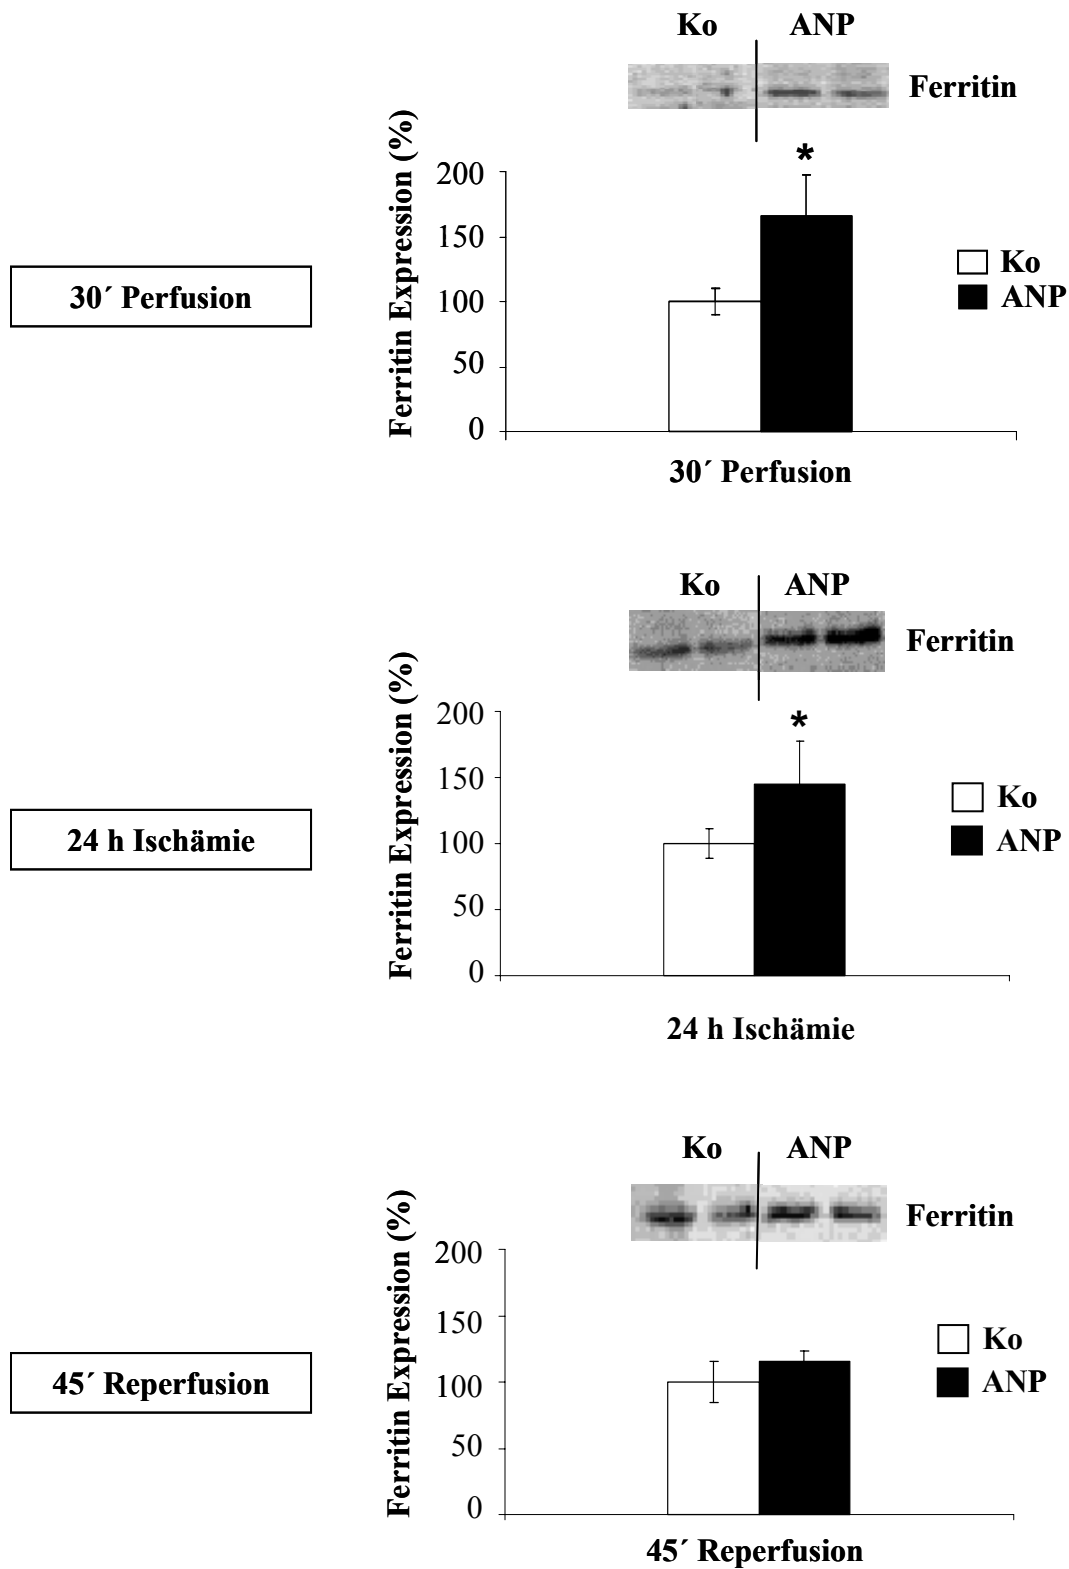 Ko ANP
Ferritin
*
Ferritin Expression (%)
200
150
100
50
0
Ko
ANP
30´ Perfusion
30´ Perfusion
Ko ANP
Ferritin
*
Ferritin Expression (%)
200
150
100
50
0
Ko
ANP
24 h Ischämie
24 h Ischämie
Ko ANP
Ferritin
Ferritin Expression (%)
200
150
100
50
0
Ko
ANP
45´ Reperfusion
45´ Reperfusion